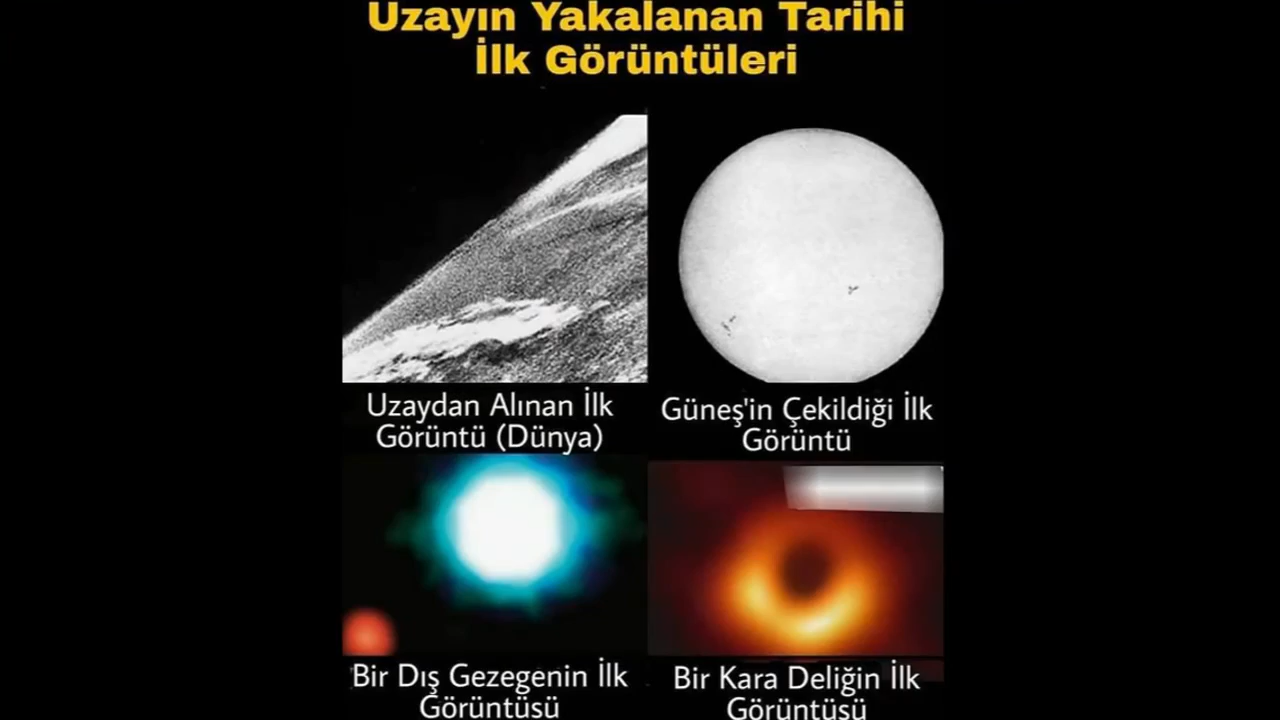 Uzayın Yakalanan Tarihi
İlk Görüntüleri
Uzaydan Alınan İlk
Görüntü (Dünya)
Güneş'in Çekildiği İlk
Görüntü
Bir Dış Gezegenin İlk
Görüntüsü
Bir Kara Deliğin İlk
Görüntüsü